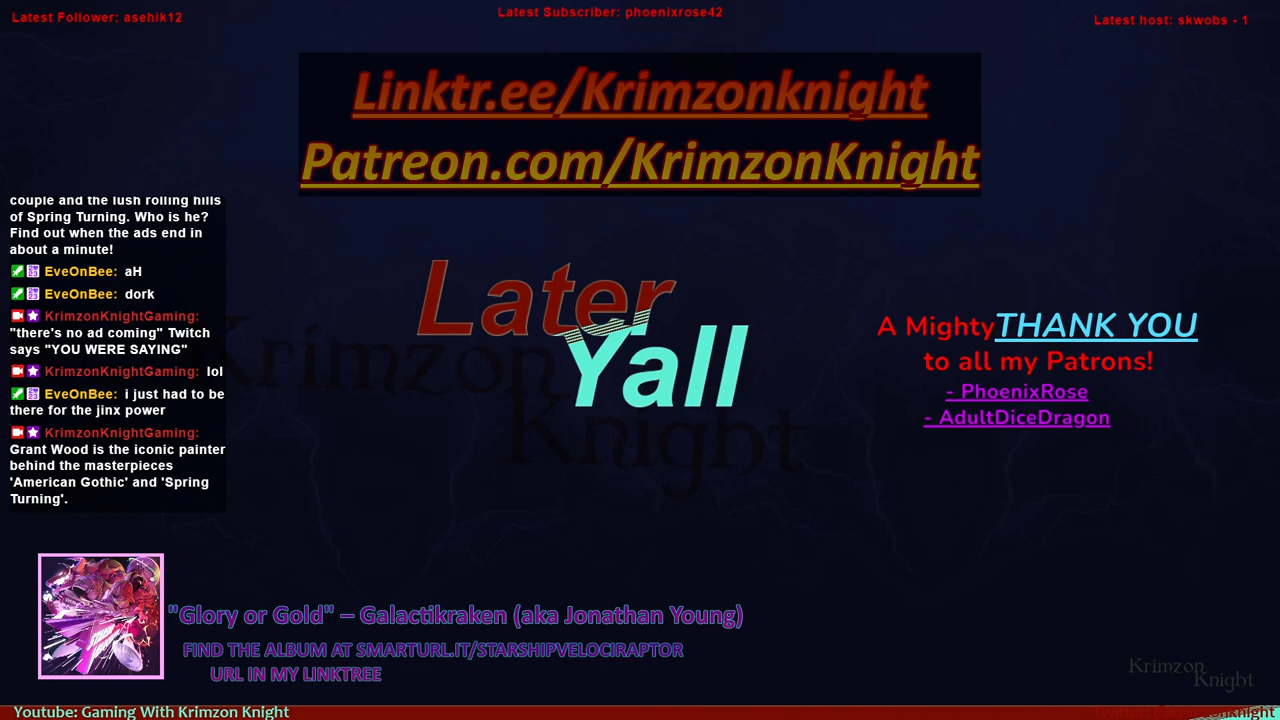 Latest Follower: asehik12
Latest Subscriber: phoenixrose42
Latest host: skwobs - 1
Linktr.ee/Krimzonknight
Patreon.com/KrimzonKnight
couple and the lush rolling hills
of Spring Turning. Who is he?
Find out when the ads end in
about a minute!
EveOnBee: aH
EveOnBee: dork
KrimzonKnightGaming:
"there's no ad coming" Twitch
says "YOU WERE SAYING"
KrimzonKnightGaming: lol
EveOnBee: i just had to be
there for the jinx power
KrimzonKnightGaming:
Grant Wood is the iconic painter
behind the masterpieces
'American Gothic' and 'Spring
Turning'.
Later
Yall
Krimzon
Knight
A Mighty THANK YOU
to all my Patrons!
- PhoenixRose
- AdultDiceDragon
"Glory or Gold" – Galactikraken (aka Jonathan Young)
FIND THE ALBUM AT SMARTURL.IT/STARSHIPVELOCIRAPTOR
URL IN MY LINKTREE
Krimzon
Knight
Youtube: Gaming With Krimzon Knight